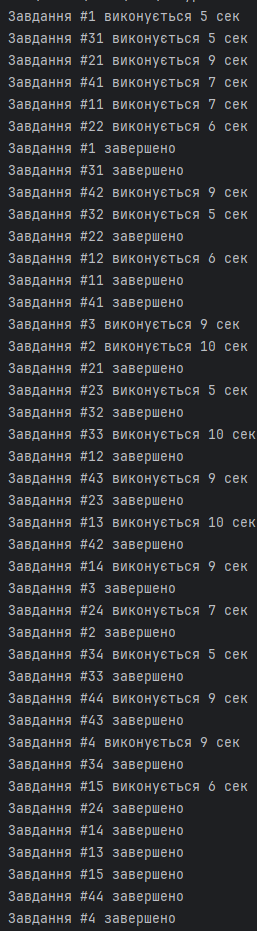 Завдання #1 виконується 5 сек
Завдання #31 виконується 5 сек
Завдання #21 виконується 9 сек
Завдання #41 виконується 7 сек
Завдання #11 виконується 7 сек
Завдання #22 виконується 6 сек
Завдання #1 завершено
Завдання #31 завершено
Завдання #42 виконується 9 сек
Завдання #32 виконується 5 сек
Завдання #22 завершено
Завдання #12 виконується 6 сек
Завдання #11 завершено
Завдання #41 завершено
Завдання #3 виконується 9 сек
Завдання #2 виконується 10 сек
Завдання #21 завершено
Завдання #23 виконується 5 сек
Завдання #32 завершено
Завдання #33 виконується 10 сек
Завдання #12 завершено
Завдання #43 виконується 9 сек
Завдання #23 завершено
Завдання #13 виконується 10 сек
Завдання #42 завершено
Завдання #14 виконується 9 сек
Завдання #3 завершено
Завдання #24 виконується 7 сек
Завдання #2 завершено
Завдання #34 виконується 5 сек
Завдання #33 завершено
Завдання #44 виконується 9 сек
Завдання #43 завершено
Завдання #4 виконується 9 сек
Завдання #34 завершено
Завдання #15 виконується 6 сек
Завдання #24 завершено
Завдання #14 завершено
Завдання #13 завершено
Завдання #15 завершено
Завдання #44 завершено
Завдання #4 завершено